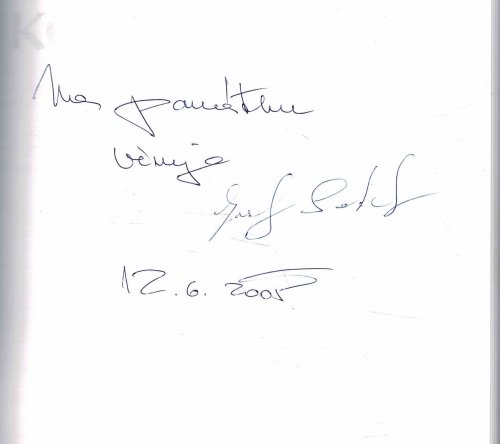 Na památku
věnuje
12. 6. 2005